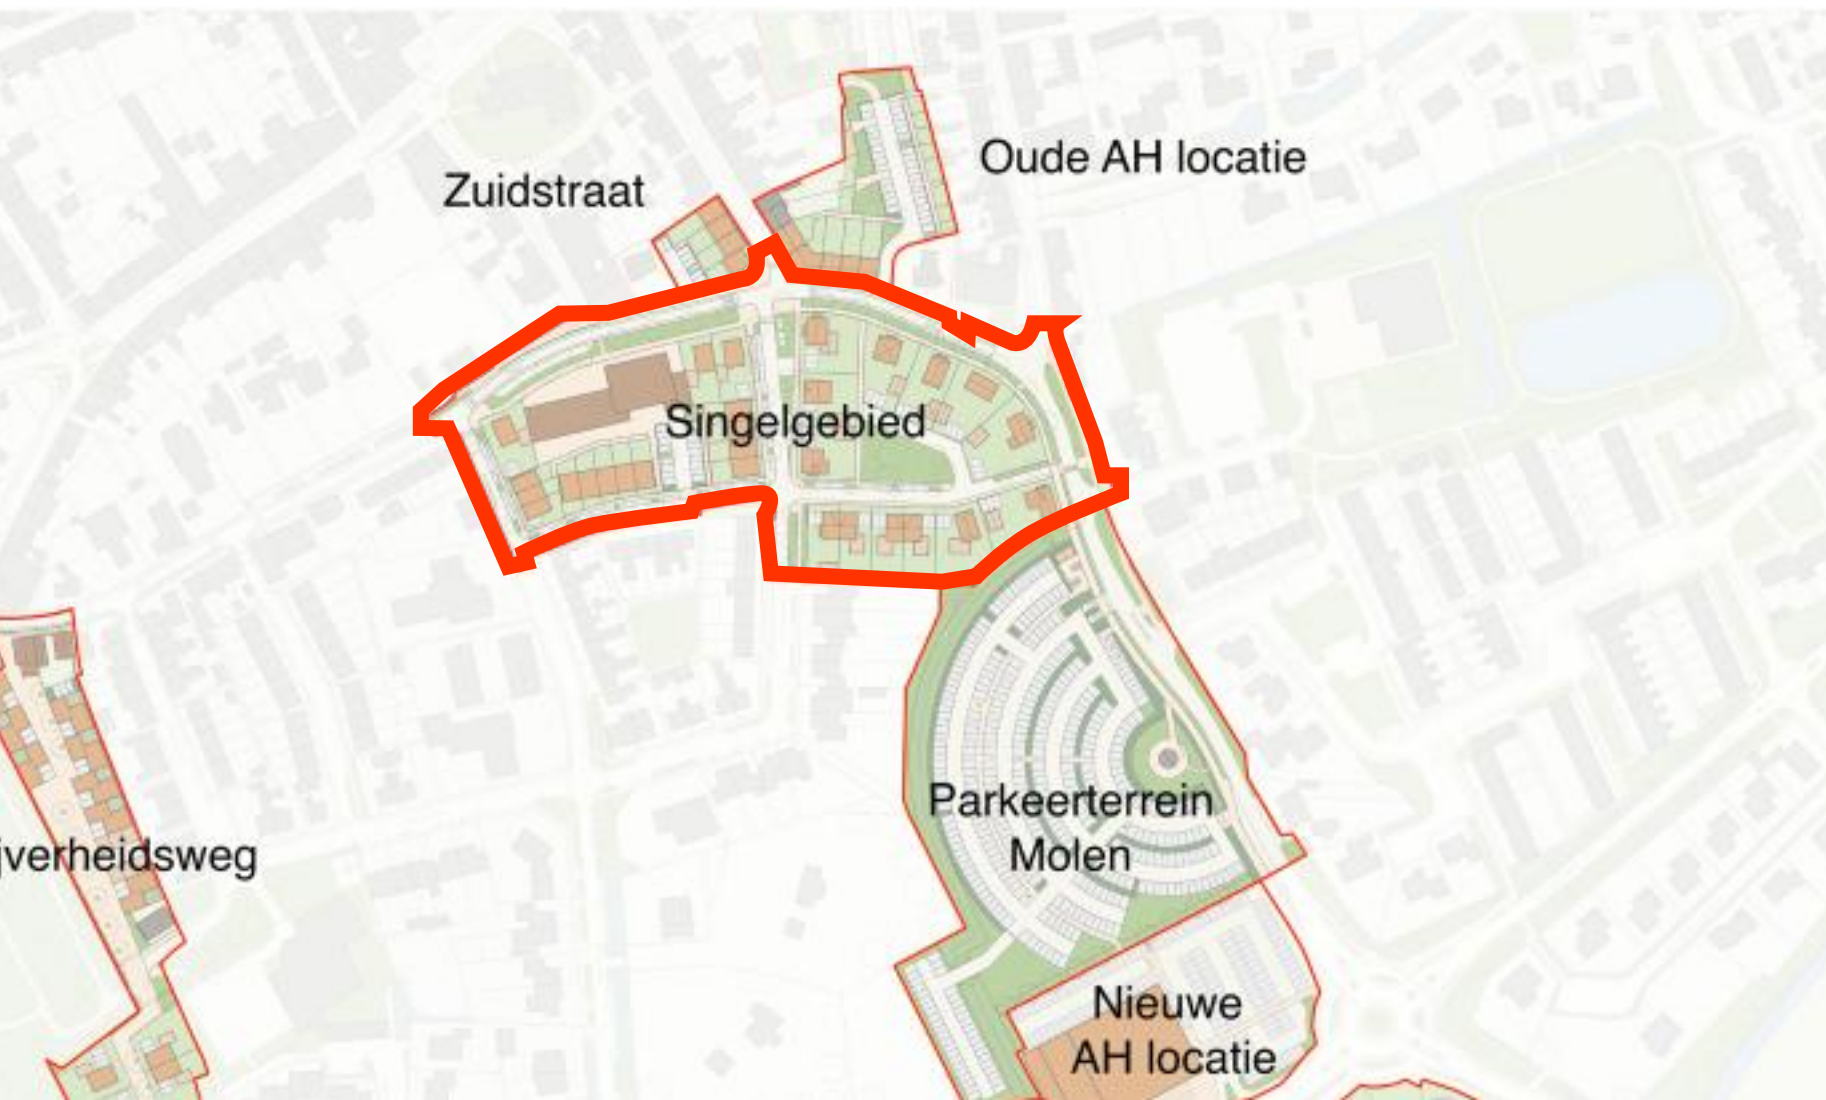 Oude AH locatie
Zuidstraat
Singelgebied
Parkeerterrein
Molen
jverheidsweg
Nieuwe
AH locatie